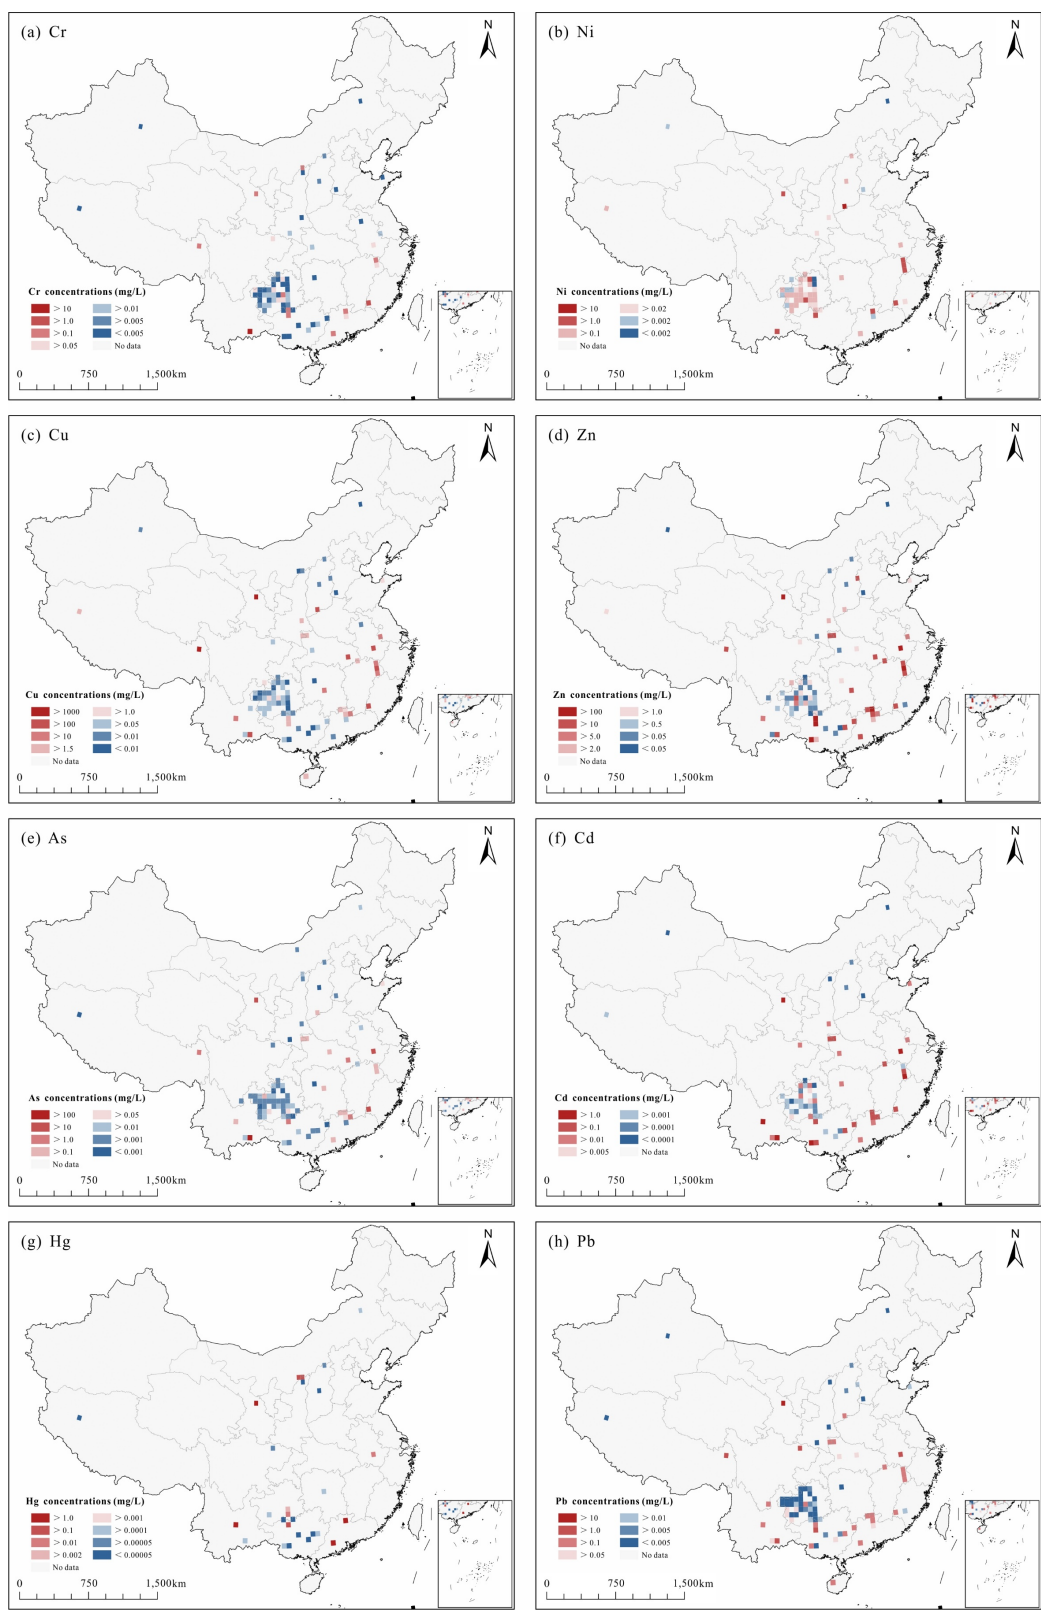 (a) Cr
N
Cr concentrations (mg/L)
> 10 > 0.01
> 1.0 > 0.005
> 0.1 < 0.005
> 0.05 No data
0 750 1,500km
(b) Ni
N
Ni concentrations (mg/L)
> 10 > 0.02
> 1.0 > 0.002
> 0.1 < 0.002
No data
0 750 1,500km
(c) Cu
N
Cu concentrations (mg/L)
> 1000 > 1.0
> 100 > 0.05
> 10 > 0.01
> 1.5 < 0.01
No data
0 750 1,500km
(d) Zn
N
Zn concentrations (mg/L)
> 100 > 1.0
> 10 > 0.5
> 5.0 > 0.05
> 2.0 < 0.05
No data
0 750 1,500km
(e) As
N
As concentrations (mg/L)
> 100 > 0.05
> 10 > 0.01
> 1.0 > 0.001
> 0.1 < 0.001
No data
0 750 1,500km
(f) Cd
N
Cd concentrations (mg/L)
> 1.0 > 0.001
> 0.1 > 0.0001
> 0.01 < 0.0001
> 0.005 No data
0 750 1,500km
(g) Hg
N
Hg concentrations (mg/L)
> 1.0 > 0.001
> 0.1 > 0.0001
> 0.01 > 0.00005
> 0.002 < 0.00005
No data
0 750 1,500km
(h) Pb
N
Pb concentrations (mg/L)
> 10 > 0.01
> 1.0 > 0.005
> 0.1 < 0.005
> 0.05 No data
0 750 1,500km